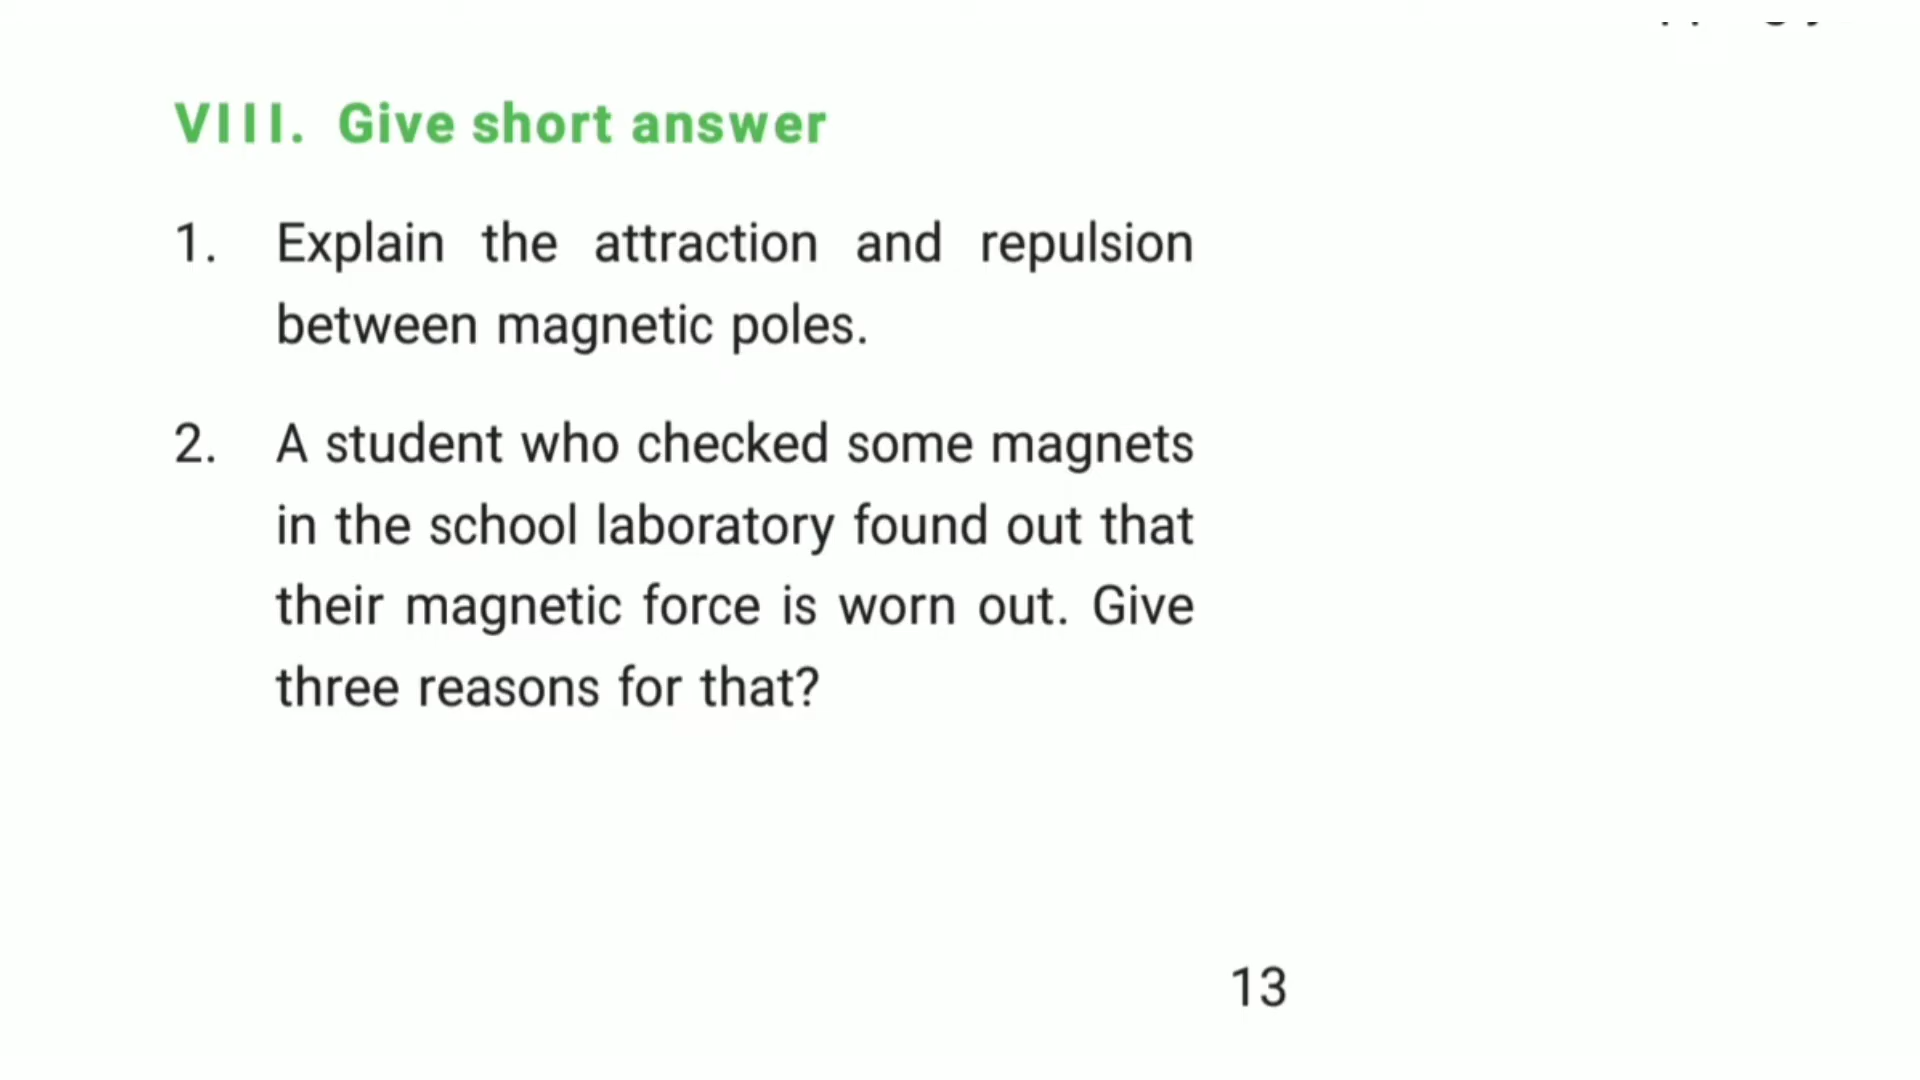 VIII. Give short answer
1. Explain the attraction and repulsion
between magnetic poles.
2. A student who checked some magnets
in the school laboratory found out that
their magnetic force is worn out. Give
three reasons for that?
13